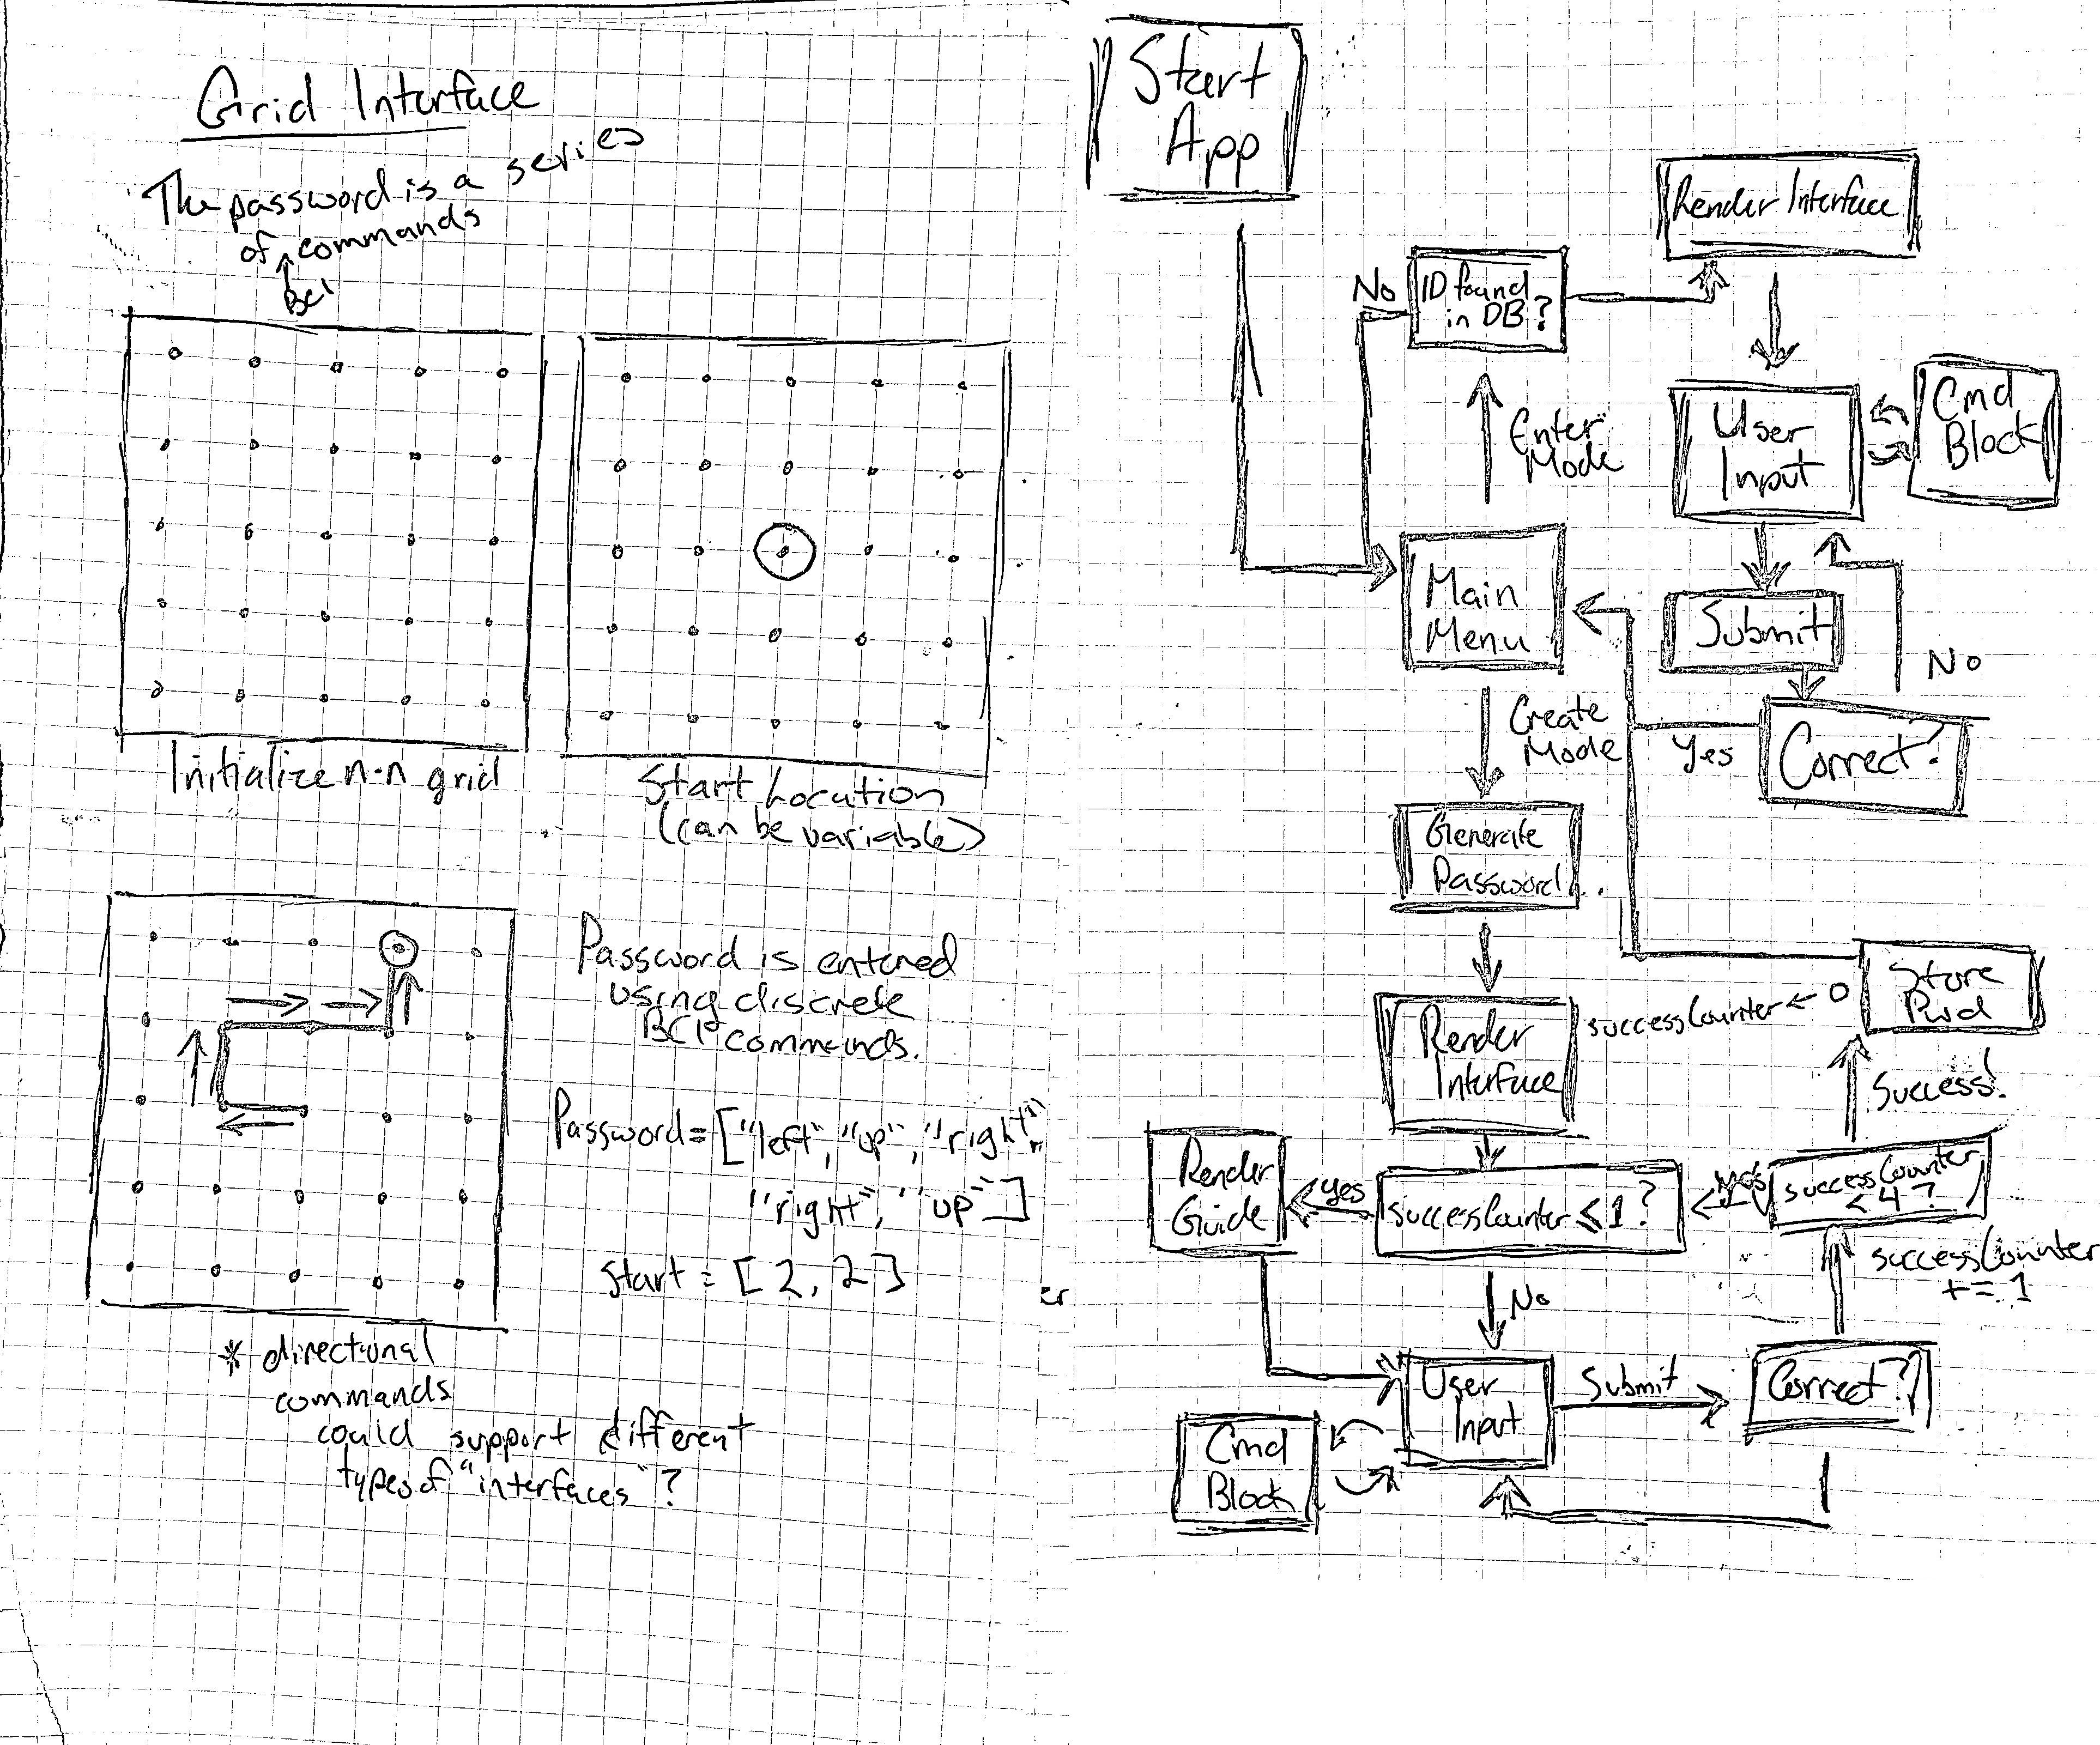 Grid Interface
The password is a series
of commands
BCI
Initialize n·n grid
Start Location
(can be variable)
Password is entered
using discrete
BCI commands.
Password = ["left", "up", "right",
"right", "up"]
Start = [2, 2]
* directional
commands
could support different
types of "interfaces"?
er
Start
App
Render Interface
No
ID found
in DB?
Enter
Mode
User
Input
Cmd
Block
Main
Menu
Submit
No
Create
Mode
Yes
Correct?
Generate
Password
Store
Pwd
successCounter ← 0
Render
Interface
Success!
Render
Guide
Yes
successCounter ≤ 1?
Yes
successCounter
< 4?
successCounter
+= 1
No
User
Input
Submit
Correct?
Cmd
Block